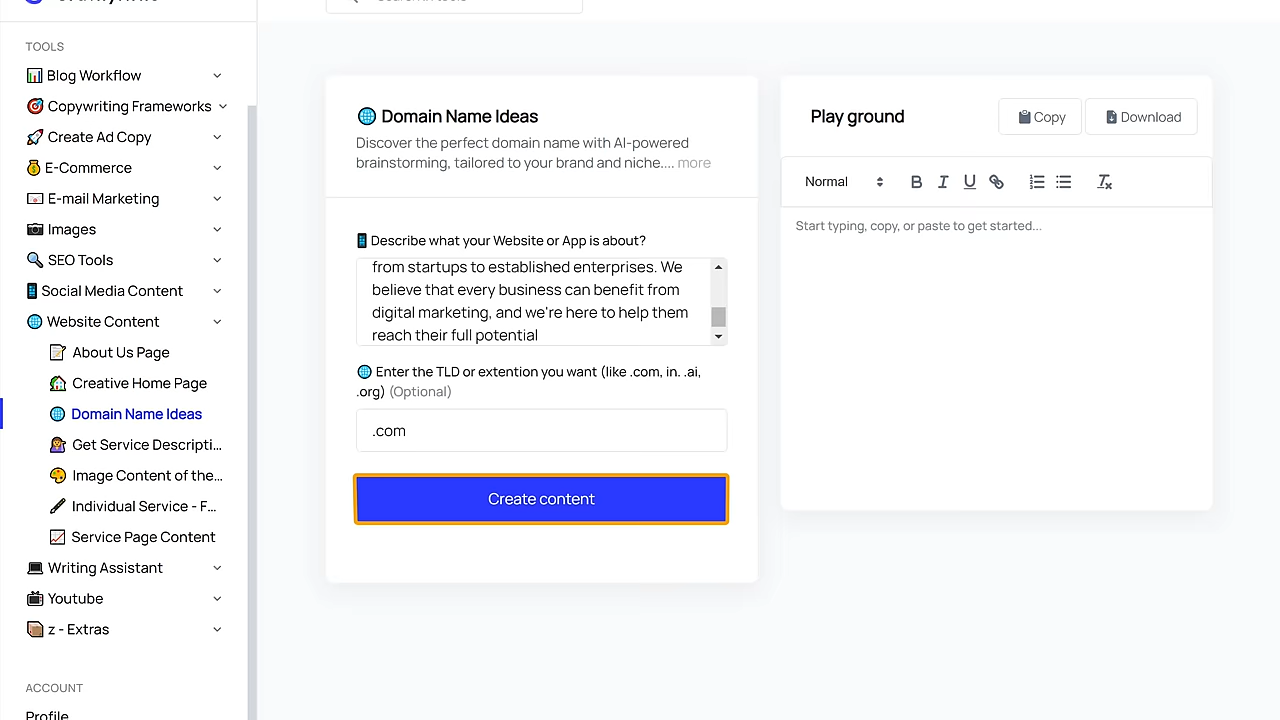 TOOLS
Blog Workflow
Copywriting Frameworks
Create Ad Copy
E-Commerce
E-mail Marketing
Images
SEO Tools
Social Media Content
Website Content
About Us Page
Creative Home Page
Domain Name Ideas
Get Service Descripti...
Image Content of the...
Individual Service - F...
Service Page Content
Writing Assistant
Youtube
z - Extras
ACCOUNT
Profile
Domain Name Ideas
Discover the perfect domain name with AI-powered
brainstorming, tailored to your brand and niche.... more
Describe what your Website or App is about?
from startups to established enterprises. We
believe that every business can benefit from
digital marketing, and we're here to help them
reach their full potential
Enter the TLD or extention you want (like .com, in. .ai,
.org) (Optional)
.com
Create content
Play ground
Copy
Download
Normal
Start typing, copy, or paste to get started...